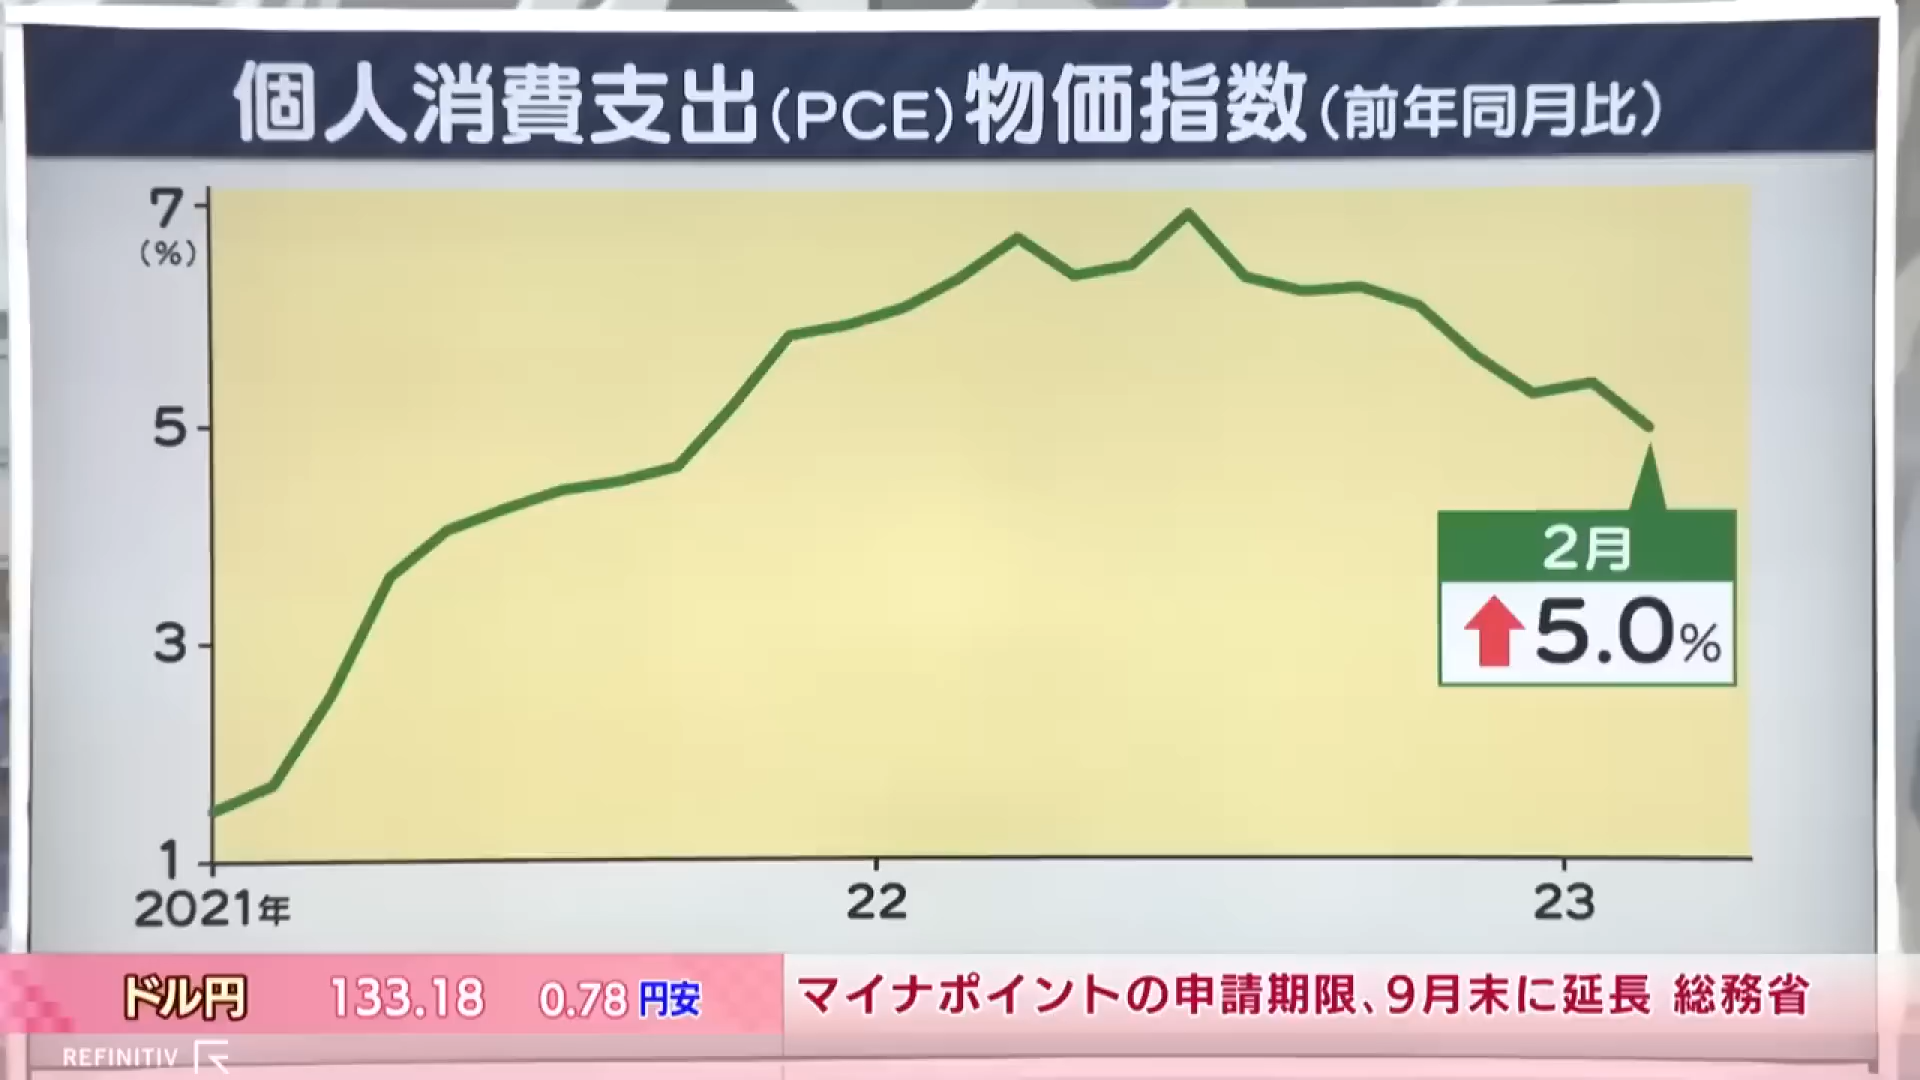 個人消費支出(PCE)物価指数(前年同月比)
7
(%)
5
3
1
2021年
22
23
2月
5.0%
ドル円 133.18 0.78円安
マイナポイントの申請期限、9月末に延長 総務省
REFINITIV